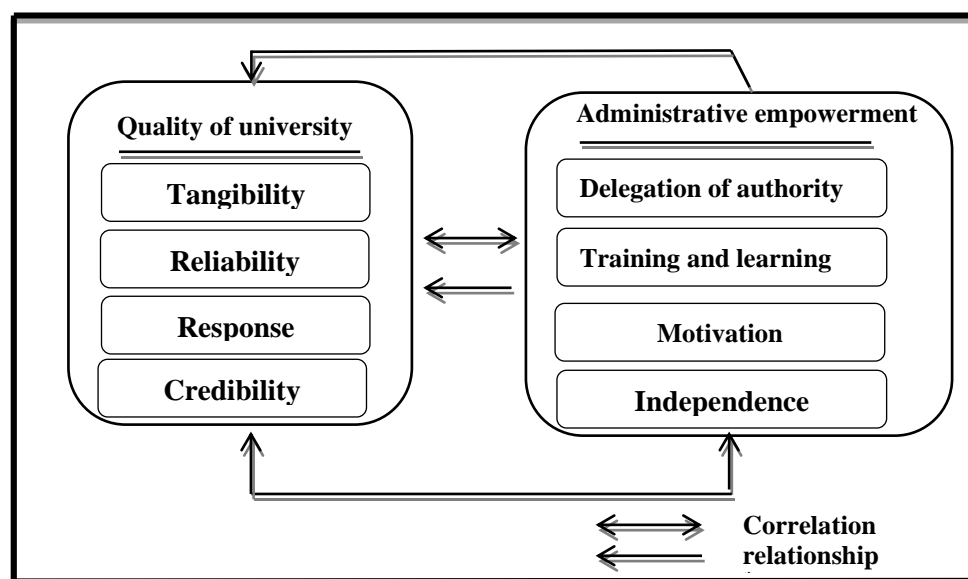 Quality of university
Tangibility
Reliability
Response
Credibility
Administrative empowerment
Delegation of authority
Training and learning
Motivation
Independence
Correlation
relationship